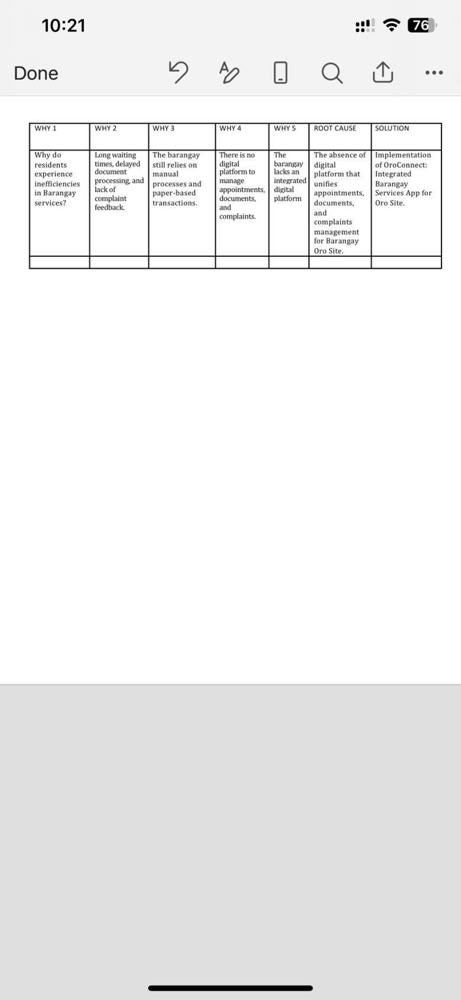 10:21
76
Done
WHY 1
WHY 2
WHY 3
WHY 4
WHY 5
ROOT CAUSE
SOLUTION
Why do
residents
experience
inefficiencies
in Barangay
services?
Long waiting
times, delayed
document
processing, and
lack of
complaint
feedback.
The barangay
still relies on
manual
processes and
paper-based
transactions.
There is no
digital
platform to
manage
appointments,
documents,
and
complaints.
The
barangay
lacks an
integrated
digital
platform
The absence of
digital
platform that
unifies
appointments,
documents,
and
complaints
management
for Barangay
Oro Site.
Implementation
of OroConnect:
Integrated
Barangay
Services App for
Oro Site.